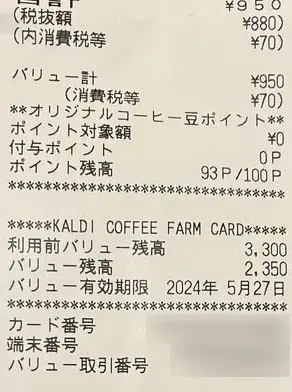 合計 ¥950
(税抜額 ¥880)
(内消費税等 ¥70)
バリュー計 ¥950
(消費税等 ¥70)
**オリジナルコーヒー豆ポイント**
ポイント対象額 ¥0
付与ポイント 0P
ポイント残高 93P/100P
******************************
*****KALDI COFFEE FARM CARD*****
利用前バリュー残高 3,300
バリュー残高 2,350
バリュー有効期限 2024年 5月27日
******************************
カード番号
端末番号
バリュー取引番号